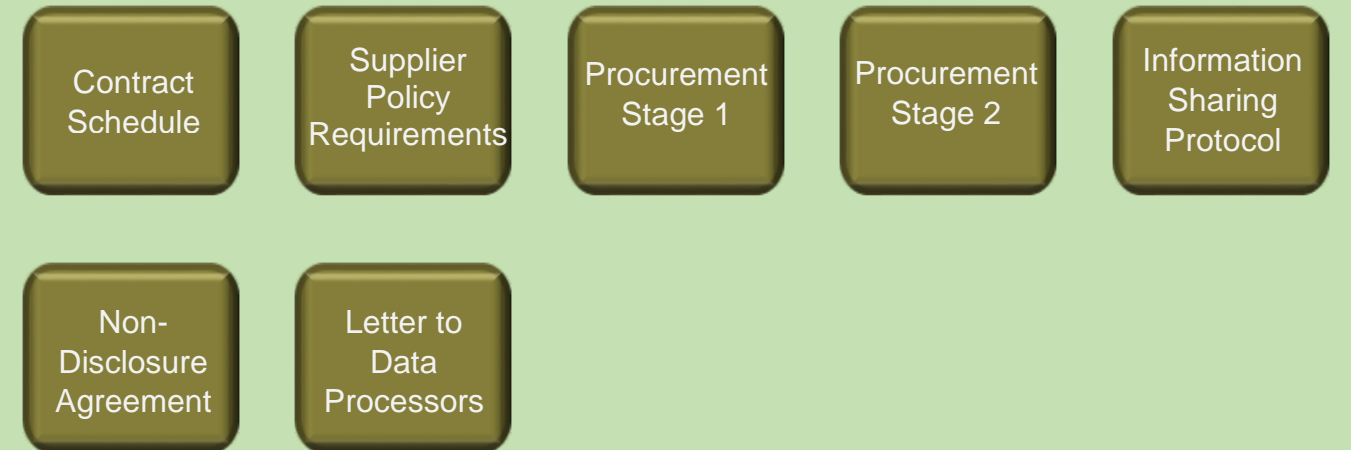 Contract
Schedule
Supplier
Policy
Requirements
Procurement
Stage 1
Procurement
Stage 2
Information
Sharing
Protocol
Non-
Disclosure
Agreement
Letter to
Data
Processors